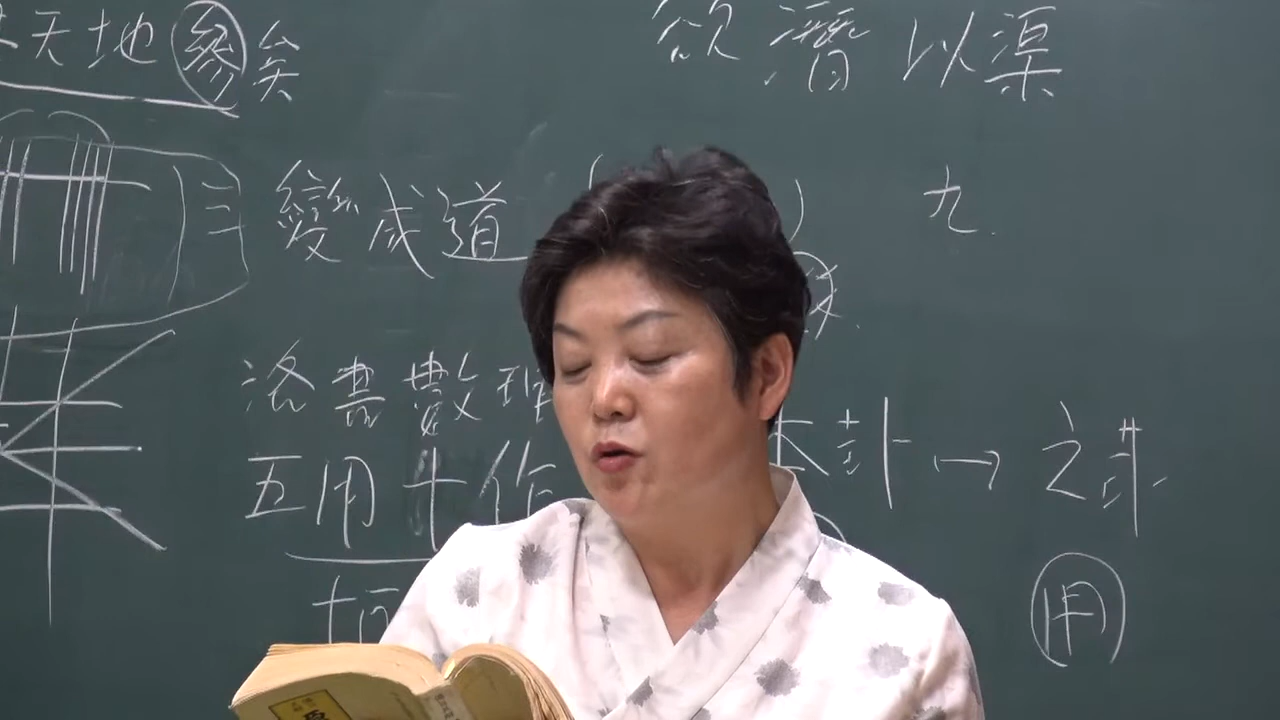 天地參矣
欲濟以渠
變成道
九
洛書數理
五用十作
本卦→之卦
用